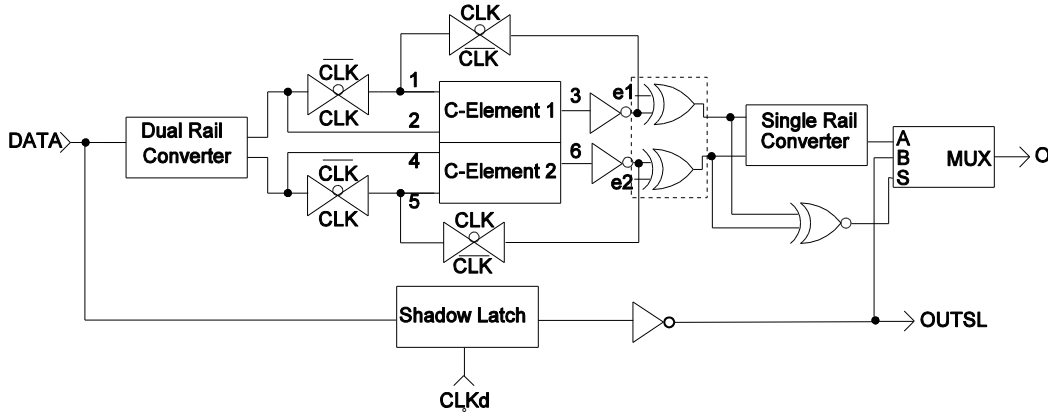 CLK
CLK
CLK
CLK
1
2
3
e1
C-Element 1
DATA
Dual Rail
Converter
Single Rail
Converter
A
B
S
MUX
O
4
5
6
e2
C-Element 2
CLK
CLK
CLK
CLK
Shadow Latch
OUTSL
CLKd